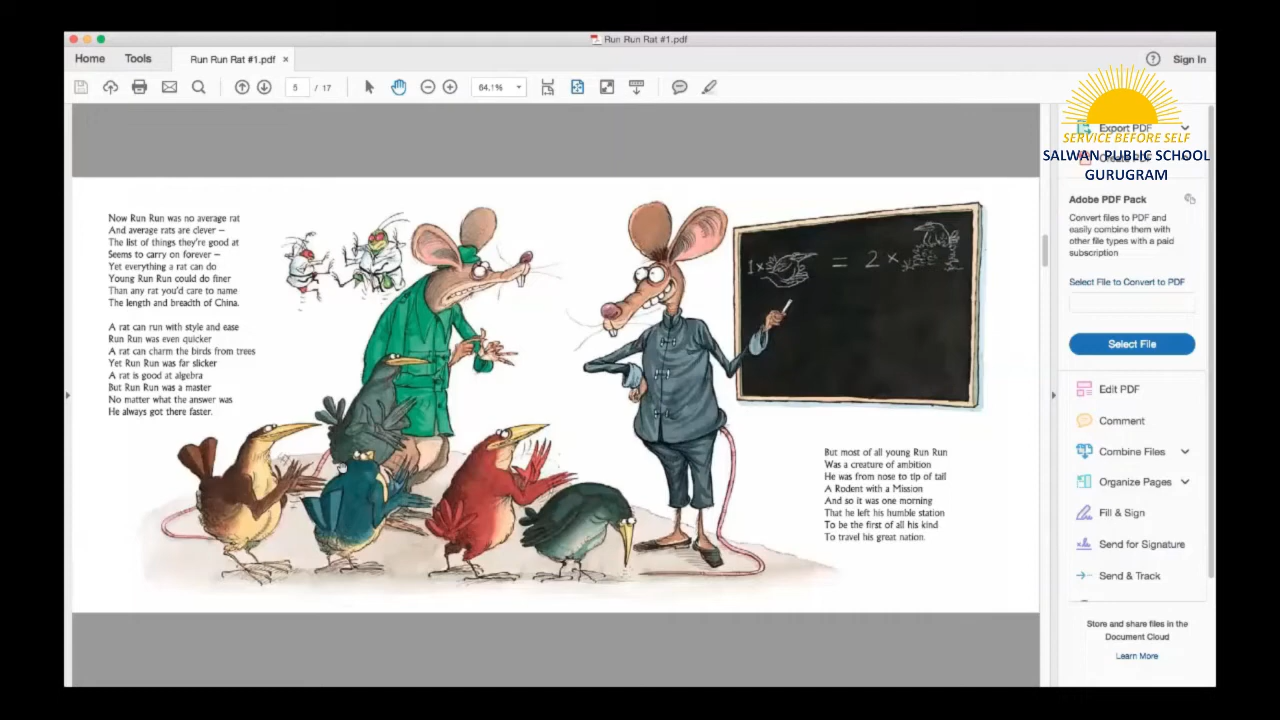 Run Run Rat #1.pdf
Home
Tools
Run Run Rat #1.pdf ×
? Sign In
5 / 17
64.1%
Export PDF
SERVICE BEFORE SELF
SALWAN PUBLIC SCHOOL
GURUGRAM
Adobe PDF Pack
Convert files to PDF and
easily combine them with
other file types with a paid
subscription
Select File to Convert to PDF
Select File
Edit PDF
Comment
Combine Files
Organize Pages
Fill & Sign
Send for Signature
Send & Track
Store and share files in the
Document Cloud
Learn More
Now Run Run was no average rat
And average rats are clever –
The list of things they're good at
Seems to carry on forever –
Yet everything a rat can do
Young Run Run could do finer
Than any rat you'd care to name
The length and breadth of China.
A rat can run with style and ease
Run Run was even quicker
A rat can charm the birds from trees
Yet Run Run was far slicker
A rat is good at algebra
But Run Run was a master
No matter what the answer was
He always got there faster.
1 × = 2 ×
But most of all young Run Run
Was a creature of ambition
He was from nose to tip of tail
A Rodent with a Mission
And so it was one morning
That he left his humble station
To be the first of all his kind
To travel his great nation.